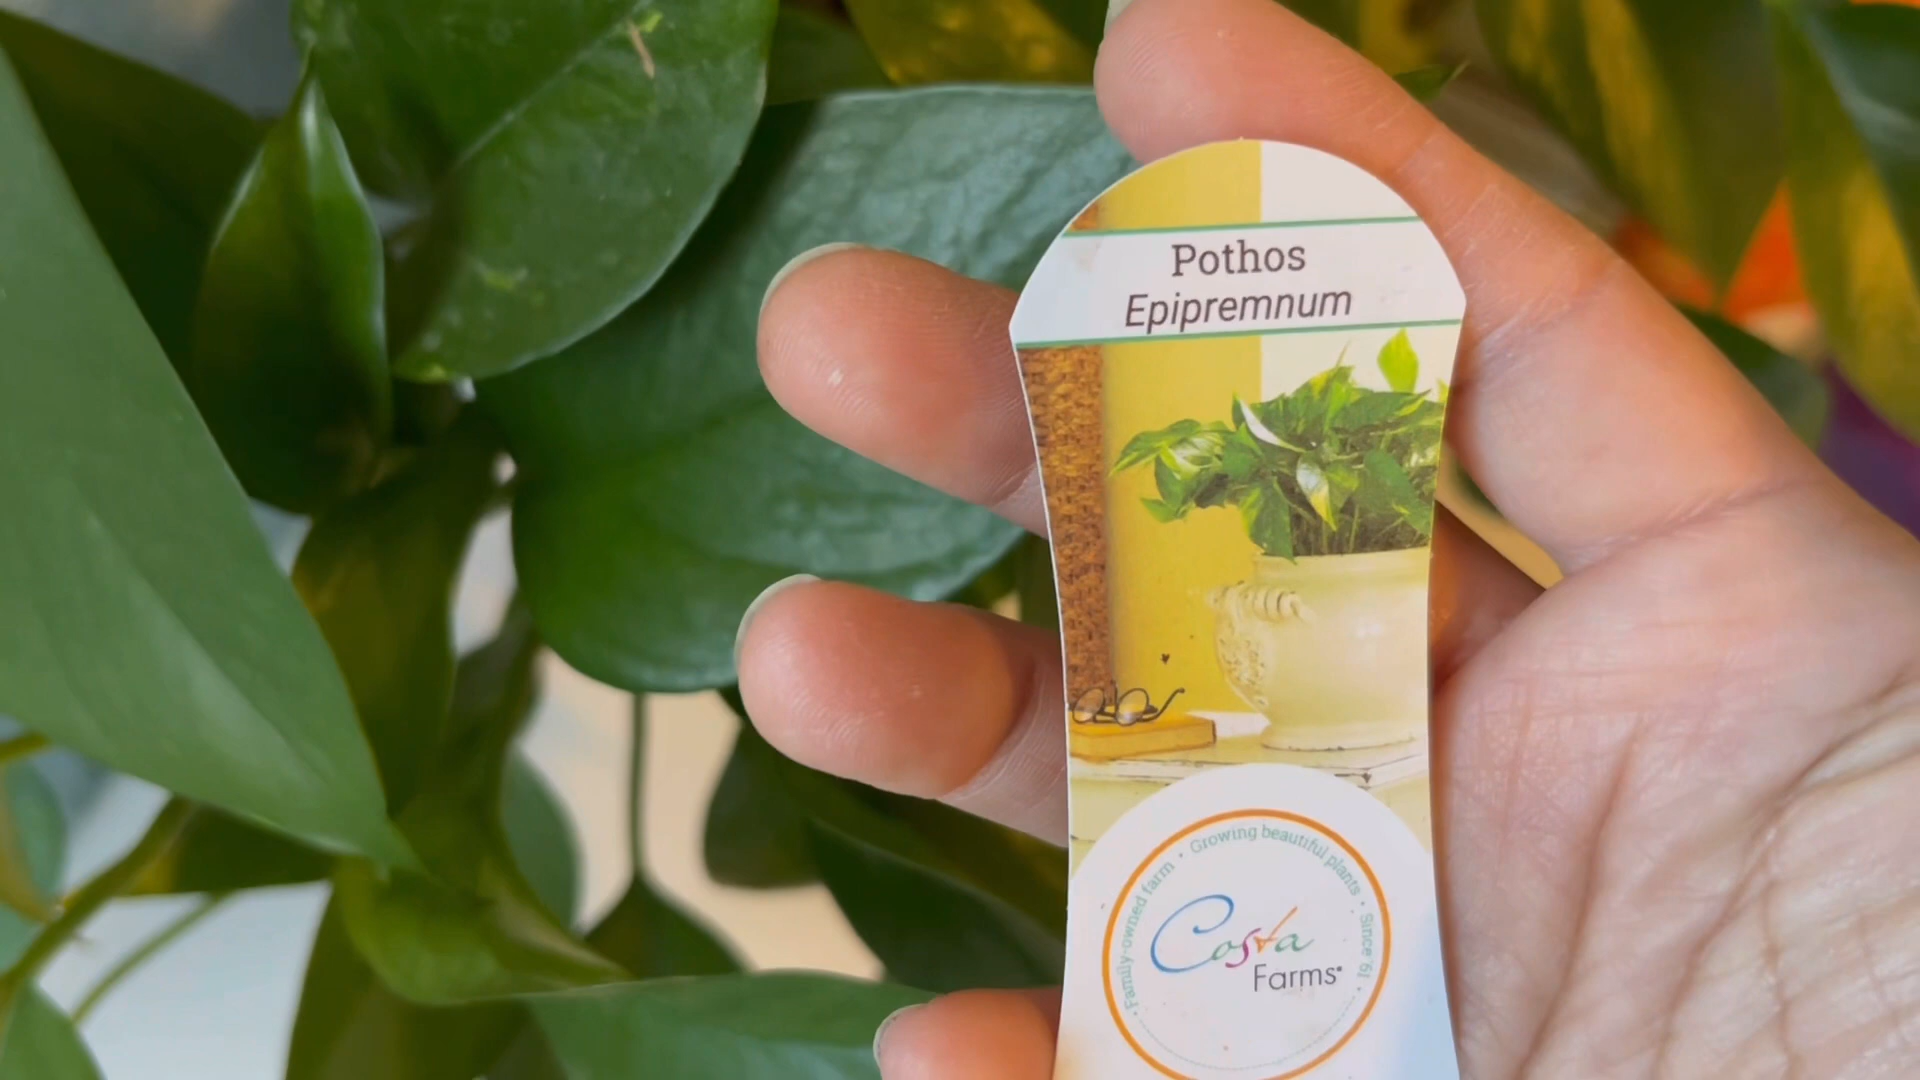 Pothos
Epipremnum
• Family-owned farm • Growing beautiful plants • Since '61 •
Costa
Farms